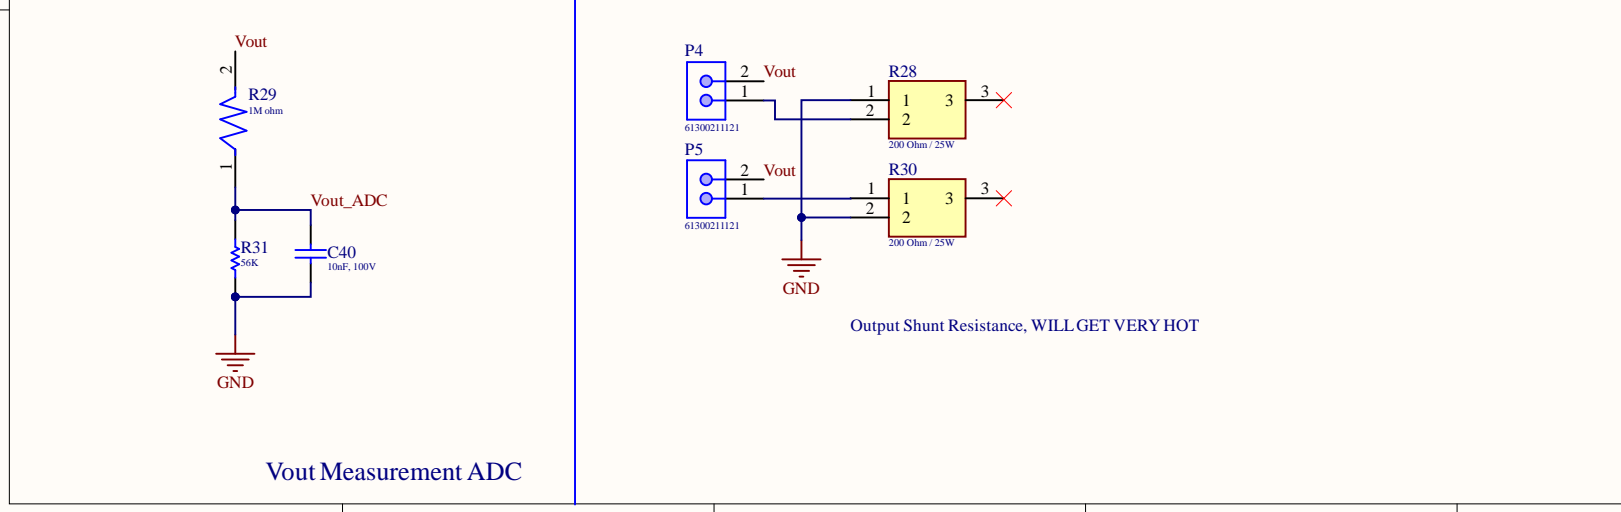 Vout
2
R29
1M ohm
1
Vout_ADC
R31
56K
C40
10nF, 100V
GND
Vout Measurement ADC
P4
2
Vout
1
61300211121
P5
2
Vout
1
61300211121
R28
1
1
3
3
2
2
200 Ohm / 25W
R30
1
1
3
3
2
2
200 Ohm / 25W
GND
Output Shunt Resistance, WILL GET VERY HOT